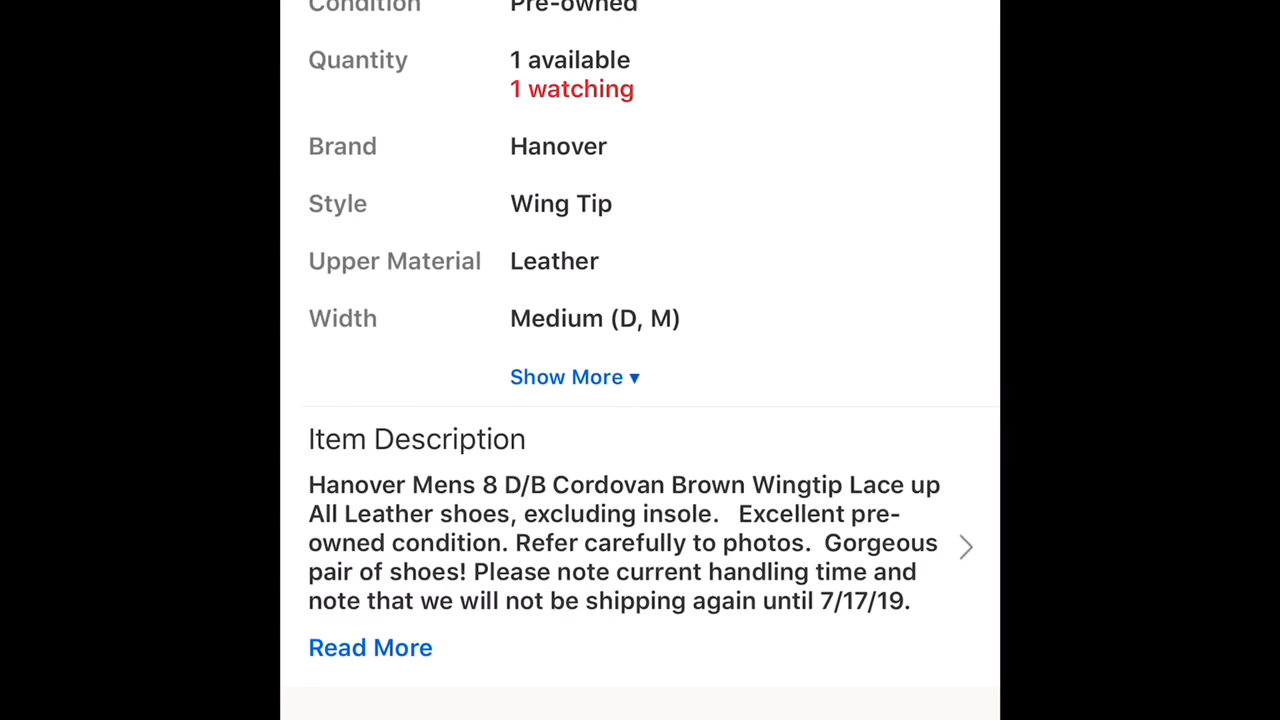 Condition Pre-owned
Quantity 1 available
1 watching
Brand Hanover
Style Wing Tip
Upper Material Leather
Width Medium (D, M)
Show More ▾
Item Description
Hanover Mens 8 D/B Cordovan Brown Wingtip Lace up
All Leather shoes, excluding insole.   Excellent pre-
owned condition. Refer carefully to photos.  Gorgeous
pair of shoes! Please note current handling time and
note that we will not be shipping again until 7/17/19.
Read More